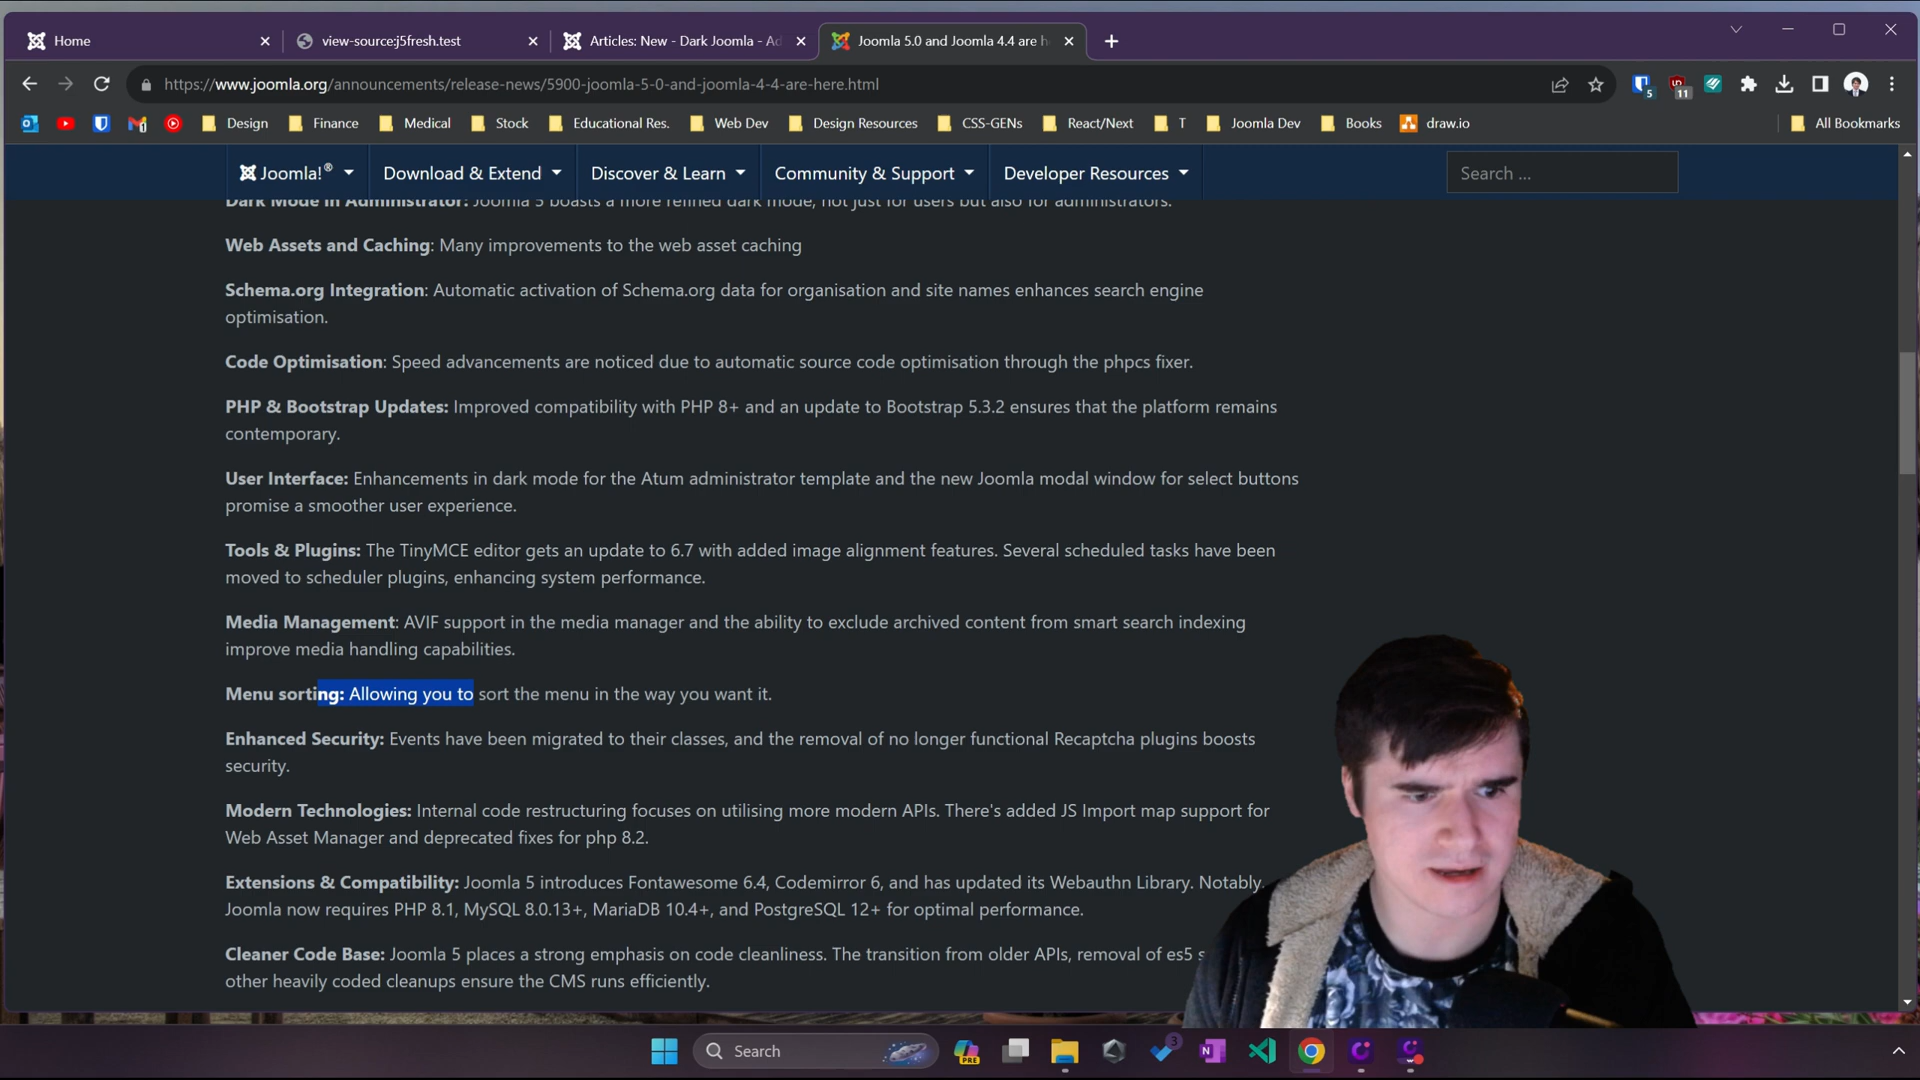 Home
view-source:j5fresh.test
Articles: New - Dark Joomla - Ad
Joomla 5.0 and Joomla 4.4 are h
https://www.joomla.org/announcements/release-news/5900-joomla-5-0-and-joomla-4-4-are-here.html
5
11
Design
Finance
Medical
Stock
Educational Res.
Web Dev
Design Resources
CSS-GENs
React/Next
T
Joomla Dev
Books
draw.io
All Bookmarks
Joomla!®
Download & Extend
Discover & Learn
Community & Support
Developer Resources
Search ...
Dark Mode in Administrator: Joomla 5 boasts a more refined dark mode, not just for users but also for administrators.
Web Assets and Caching: Many improvements to the web asset caching
Schema.org Integration: Automatic activation of Schema.org data for organisation and site names enhances search engine
optimisation.
Code Optimisation: Speed advancements are noticed due to automatic source code optimisation through the phpcs fixer.
PHP & Bootstrap Updates: Improved compatibility with PHP 8+ and an update to Bootstrap 5.3.2 ensures that the platform remains
contemporary.
User Interface: Enhancements in dark mode for the Atum administrator template and the new Joomla modal window for select buttons
promise a smoother user experience.
Tools & Plugins: The TinyMCE editor gets an update to 6.7 with added image alignment features. Several scheduled tasks have been
moved to scheduler plugins, enhancing system performance.
Media Management: AVIF support in the media manager and the ability to exclude archived content from smart search indexing
improve media handling capabilities.
Menu sorting: Allowing you to sort the menu in the way you want it.
Enhanced Security: Events have been migrated to their classes, and the removal of no longer functional Recaptcha plugins boosts
security.
Modern Technologies: Internal code restructuring focuses on utilising more modern APIs. There's added JS Import map support for
Web Asset Manager and deprecated fixes for php 8.2.
Extensions & Compatibility: Joomla 5 introduces Fontawesome 6.4, Codemirror 6, and has updated its Webauthn Library. Notably,
Joomla now requires PHP 8.1, MySQL 8.0.13+, MariaDB 10.4+, and PostgreSQL 12+ for optimal performance.
Cleaner Code Base: Joomla 5 places a strong emphasis on code cleanliness. The transition from older APIs, removal of es5 s
other heavily coded cleanups ensure the CMS runs efficiently.
Search
PRE
3